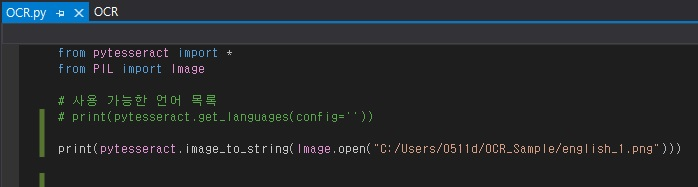 OCR.py OCR
from pytesseract import *
from PIL import Image
# 사용 가능한 언어 목록
# print(pytesseract.get_languages(config=''))
print(pytesseract.image_to_string(Image.open("C:/Users/0511d/OCR_Sample/english_1.png")))